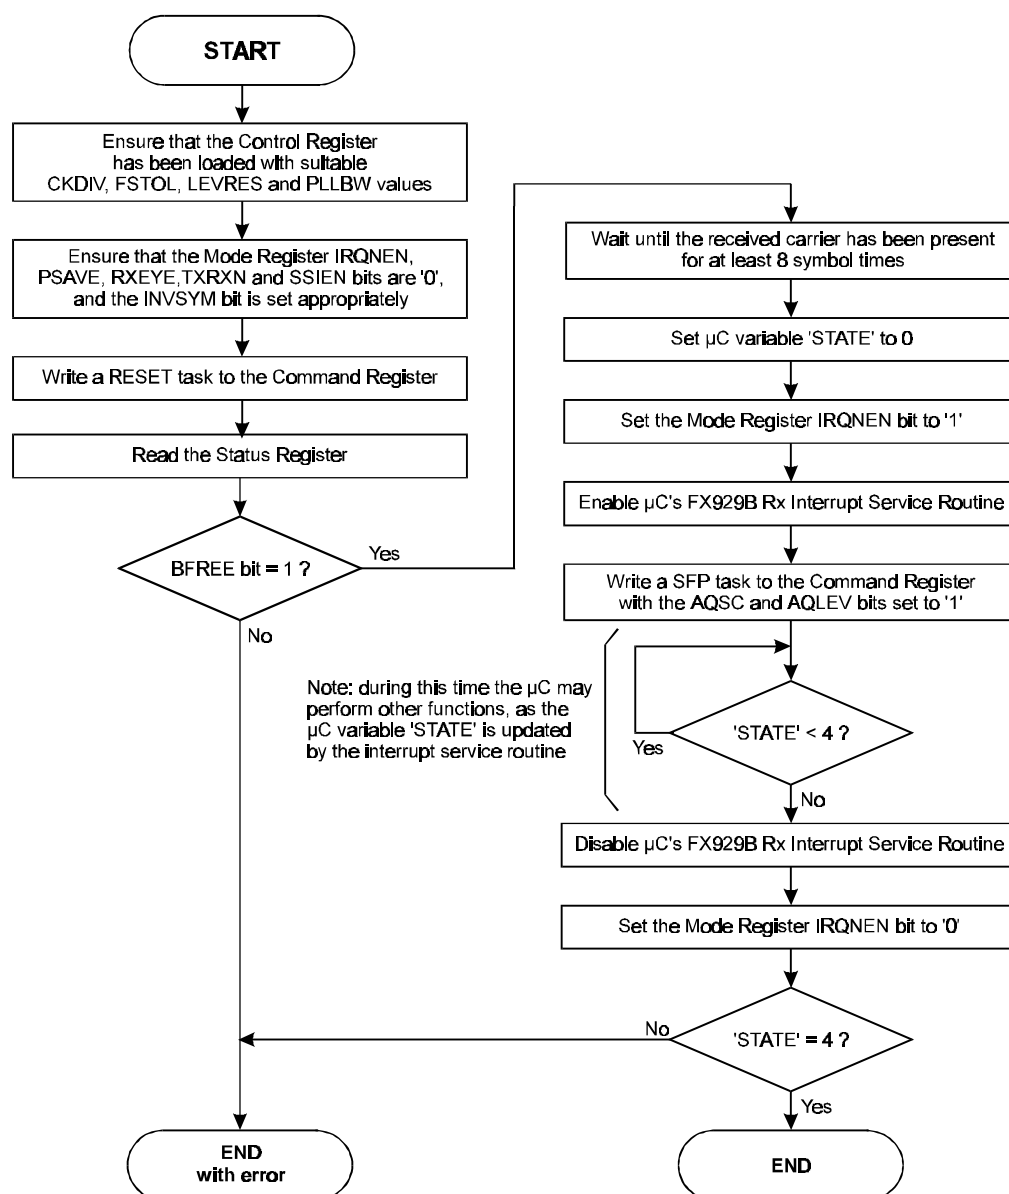 START
Ensure that the Control Register
has been loaded with suitable
CKDIV, FSTOL, LEVRES and PLLBW values
Ensure that the Mode Register IRQNEN,
PSAVE, RXEYE,TXRXN and SSIEN bits are '0',
and the INVSYM bit is set appropriately
Write a RESET task to the Command Register
Read the Status Register
BFREE bit = 1 ?
Yes
No
Wait until the received carrier has been present
for at least 8 symbol times
Set µC variable 'STATE' to 0
Set the Mode Register IRQNEN bit to '1'
Enable µC's FX929B Rx Interrupt Service Routine
Write a SFP task to the Command Register
with the AQSC and AQLEV bits set to '1'
Note: during this time the µC may
perform other functions, as the
µC variable 'STATE' is updated
by the interrupt service routine
'STATE' < 4 ?
Yes
No
Disable µC's FX929B Rx Interrupt Service Routine
Set the Mode Register IRQNEN bit to '0'
'STATE' = 4 ?
No
Yes
END
with error
END